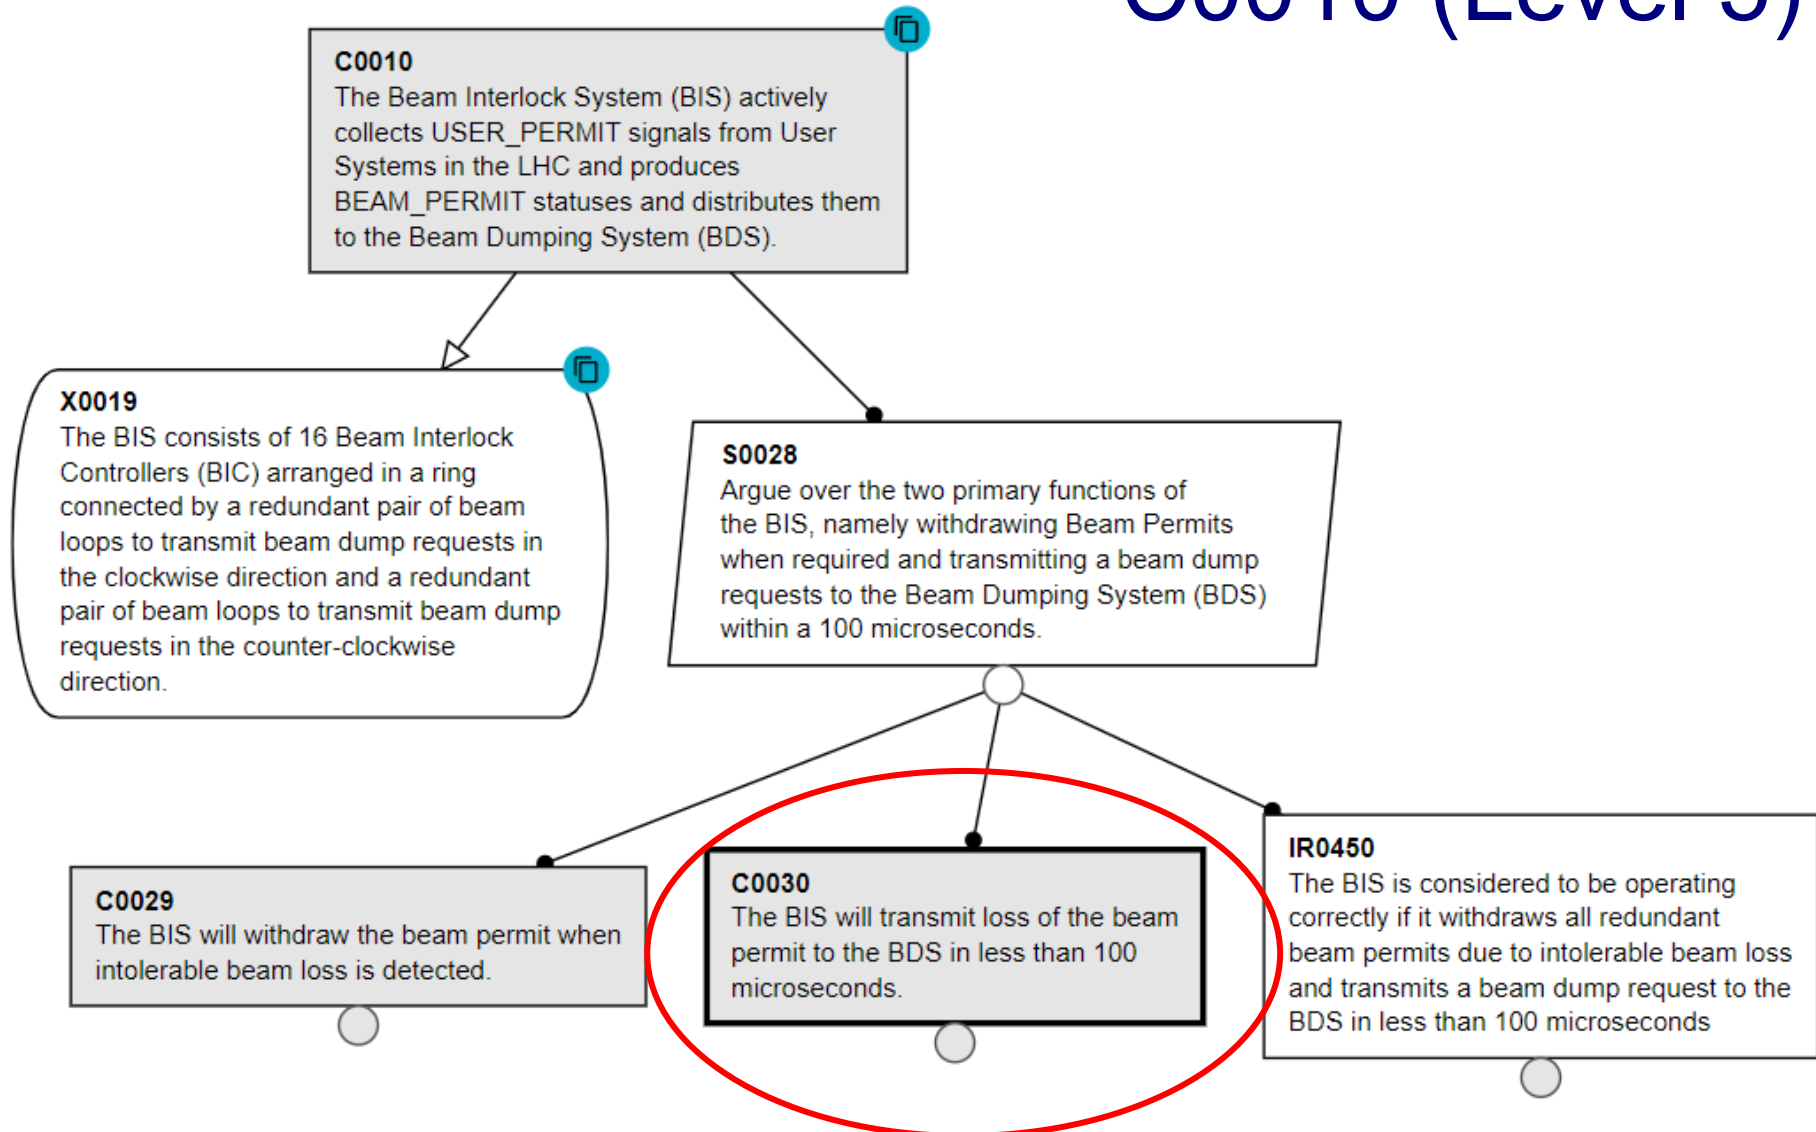 C0010 (Level 3)
C0010
The Beam Interlock System (BIS) actively
collects USER_PERMIT signals from User
Systems in the LHC and produces
BEAM_PERMIT statuses and distributes them
to the Beam Dumping System (BDS).
X0019
The BIS consists of 16 Beam Interlock
Controllers (BIC) arranged in a ring
connected by a redundant pair of beam
loops to transmit beam dump requests in
the clockwise direction and a redundant
pair of beam loops to transmit beam dump
requests in the counter-clockwise
direction.
S0028
Argue over the two primary functions of
the BIS, namely withdrawing Beam Permits
when required and transmitting a beam dump
requests to the Beam Dumping System (BDS)
within a 100 microseconds.
C0029
The BIS will withdraw the beam permit when
intolerable beam loss is detected.
C0030
The BIS will transmit loss of the beam
permit to the BDS in less than 100
microseconds.
IR0450
The BIS is considered to be operating
correctly if it withdraws all redundant
beam permits due to intolerable beam loss
and transmits a beam dump request to the
BDS in less than 100 microseconds